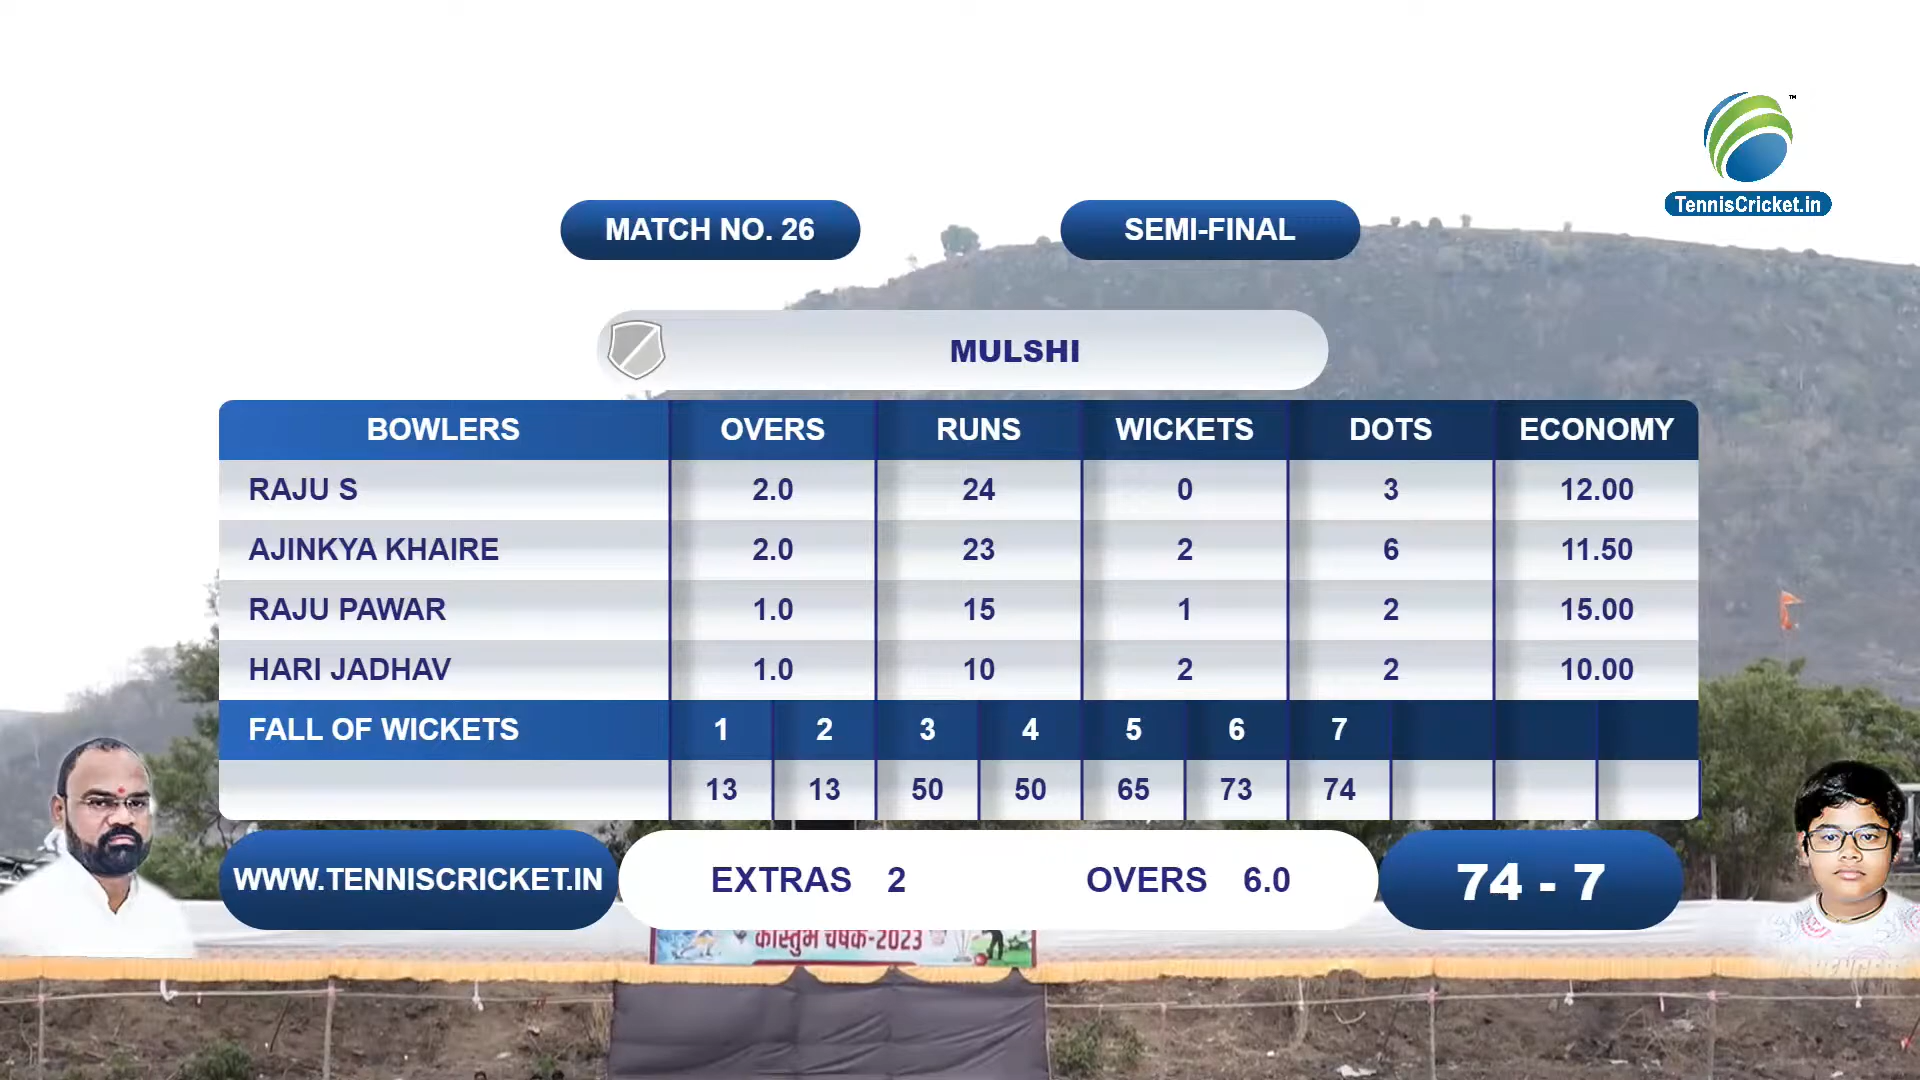 TM
TennisCricket.in
MATCH NO. 26 SEMI-FINAL
MULSHI
BOWLERS OVERS RUNS WICKETS DOTS ECONOMY
RAJU S 2.0 24 0 3 12.00
AJINKYA KHAIRE 2.0 23 2 6 11.50
RAJU PAWAR 1.0 15 1 2 15.00
HARI JADHAV 1.0 10 2 2 10.00
FALL OF WICKETS 1 2 3 4 5 6 7
13 13 50 50 65 73 74
WWW.TENNISCRICKET.IN EXTRAS 2 OVERS 6.0 74 - 7
कौस्तुभ चषक-2023